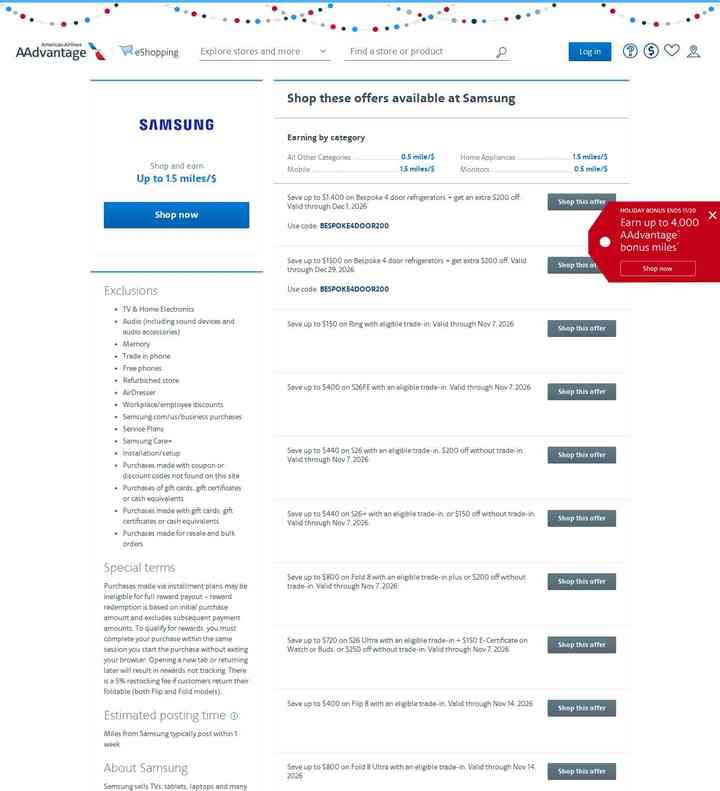 American Airlines
AAdvantage
eShopping
Explore stores and more
Find a store or product
Log in
SAMSUNG
Shop and earn
Up to 1.5 miles/$
Shop now
Exclusions
• TV & Home Electronics
• Audio (including sound devices and
audio accessories)
• Memory
• Trade in phone
• Free phones
• Refurbished store
• AirDresser
• Workplace/employee discounts
• Samsung.com/us/business purchases
• Service Plans
• Samsung Care+
• Installation/setup
• Purchases made with coupon or
discount codes not found on this site
• Purchases of gift cards, gift certificates
or cash equivalents
• Purchases made with gift cards, gift
certificates or cash equivalents
• Purchases made for resale and bulk
orders
Special terms
Purchases made via installment plans may be
ineligible for full reward payout – reward
redemption is based on initial purchase
amount and excludes subsequent payment
amounts. To qualify for rewards, you must
complete your purchase within the same
session you start the purchase without exiting
your browser. Opening a new tab or returning
later will result in rewards not tracking. There
is a 5% restocking fee if customers return their
foldable (both Flip and Fold models).
Estimated posting time
Miles from Samsung typically post within 1
week
About Samsung
Samsung sells TVs, tablets, laptops and many
Shop these offers available at Samsung
Earning by category
All Other Categories 0.5 mile/$
Home Appliances 1.5 miles/$
Mobile 1.5 miles/$
Monitors 0.5 mile/$
Save up to $1,400 on Bespoke 4 door refrigerators + get an extra $200 off.
Valid through Dec 1, 2026
Shop this offer
Use code: BESPOKE4DOOR200
Save up to $1500 on Bespoke 4 door refrigerators + get extra $200 off. Valid
through Dec 29, 2026
Shop this
Use code: BESPOKE4DOOR200
Save up to $150 on Ring with eligible trade-in. Valid through Nov 7, 2026
Shop this offer
Save up to $400 on S26FE with an eligible trade-in. Valid through Nov 7, 2026
Shop this offer
Save up to $440 on S26 with an eligible trade-in. $200 off without trade-in.
Valid through Nov 7, 2026
Shop this offer
Save up to $440 on S26+ with an eligible trade-in, or $150 off without trade-in.
Valid through Nov 7, 2026
Shop this offer
Save up to $800 on Fold 8 with an eligible trade-in plus or $200 off without
trade-in. Valid through Nov 7, 2026
Shop this offer
Save up to $720 on S26 Ultra with an eligible trade-in + $150 E-Certificate on
Watch or Buds, or $250 off without trade-in. Valid through Nov 7, 2026
Shop this offer
Save up to $400 on Flip 8 with an eligible trade-in. Valid through Nov 14, 2026
Shop this offer
Save up to $800 on Fold 8 Ultra with an eligible trade-in. Valid through Nov 14,
2026
Shop this offer
HOLIDAY BONUS ENDS 11/20
Earn up to 4,000
AAdvantage®
bonus miles*
Shop now